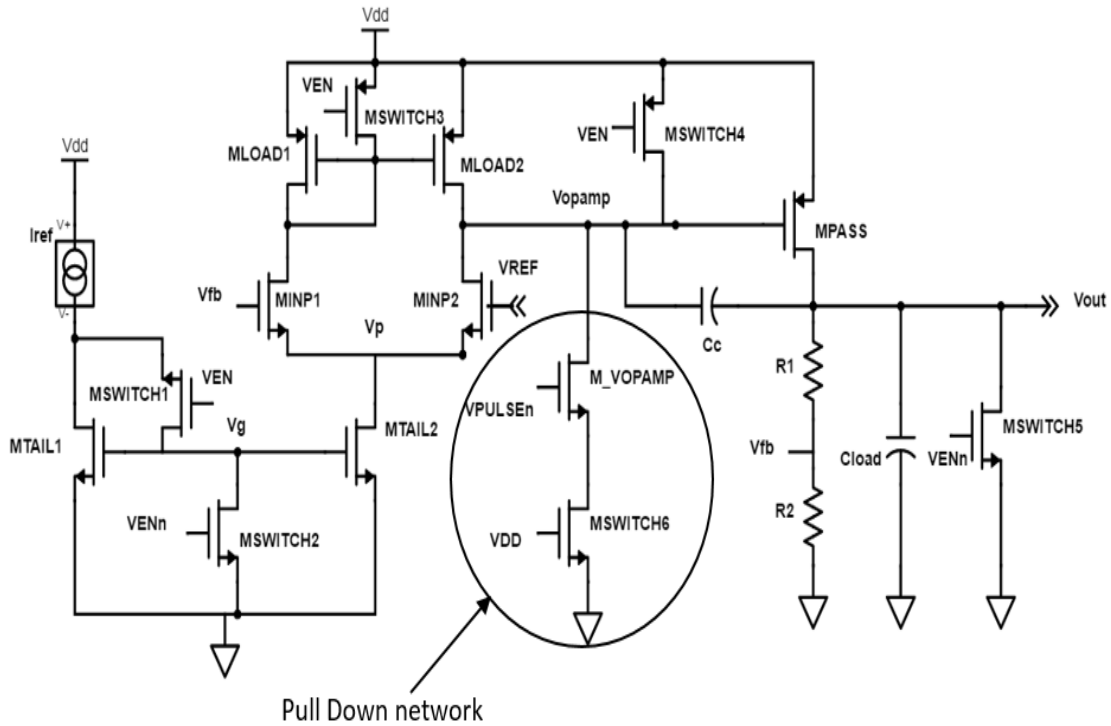 Vdd
VEN
MSWITCH3
MLOAD1
MLOAD2
VEN
MSWITCH4
Vdd
V+
Iref
V-
Vopamp
MPASS
Vfb
MINP1
MINP2
VREF
Vp
Cc
Vout
MSWITCH1
VEN
Vg
MTAIL1
MTAIL2
M_VOPAMP
VPULSEn
R1
Vfb
Cload
VENn
MSWITCH5
VENn
MSWITCH2
VDD
MSWITCH6
R2
Pull Down network